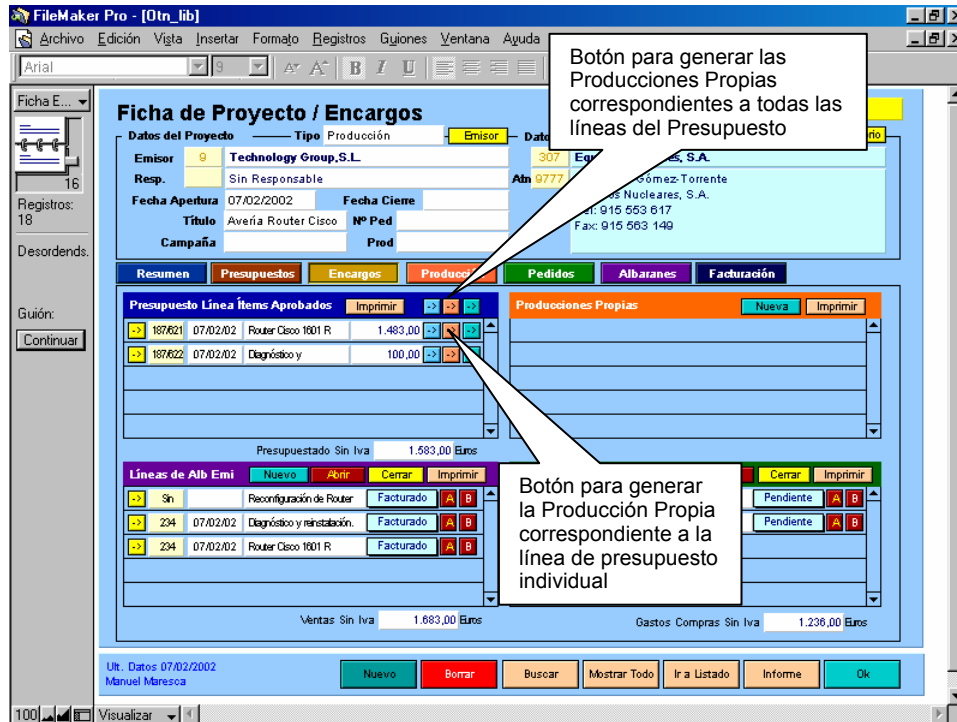 FileMaker Pro - [Otn_lib]
Archivo Edición Vista Insertar Formato Registros Guiones Ventana Ayuda
Arial 9 B I U
Ficha E...
16
Registros:
18
Desordends.
Guión:
Continuar
Botón para generar las
Producciones Propias
correspondientes a todas las
líneas del Presupuesto
Ficha de Proyecto / Encargos
Datos del Proyecto Tipo Producción Emisor
Emisor 9 Technology Group,S.L.
Resp. Sin Responsable
Fecha Apertura 07/02/2002 Fecha Cierre
Título Avería Router Cisco Nº Ped
Campaña Prod
307 S.A.
Atn 9777 Gómez-Torrente
Nucleares, S.A.
915 553 617
Fax: 915 563 149
Resumen Presupuestos Encargos Producción Pedidos Albaranes Facturación
Presupuesto Línea Ítems Aprobados Imprimir -> -> ->
-> 187/621 07/02/02 Router Cisco 1601 R 1.483,00 -> -> ->
-> 187/622 07/02/02 Diagnóstico y 100,00 -> ->
Presupuestado Sin Iva 1.583,00 Euros
Producciones Propias Nueva Imprimir
Líneas de Alb Emi Nuevo Abrir Cerrar Imprimir
-> Sin Reconfiguración de Router Facturado A B
-> 234 07/02/02 Diagnóstico y reinstalación. Facturado A B
-> 234 07/02/02 Router Cisco 1601 R Facturado A B
Ventas Sin Iva 1.683,00 Euros
Botón para generar
la Producción Propia
correspondiente a la
línea de presupuesto
individual
Cerrar Imprimir
Pendiente A B
Pendiente A B
Gastos Compras Sin Iva 1.236,00 Euros
Ult. Datos 07/02/2002
Manuel Maresca
Nuevo Borrar Buscar Mostrar Todo Ir a Listado Informe Ok
100 Visualizar